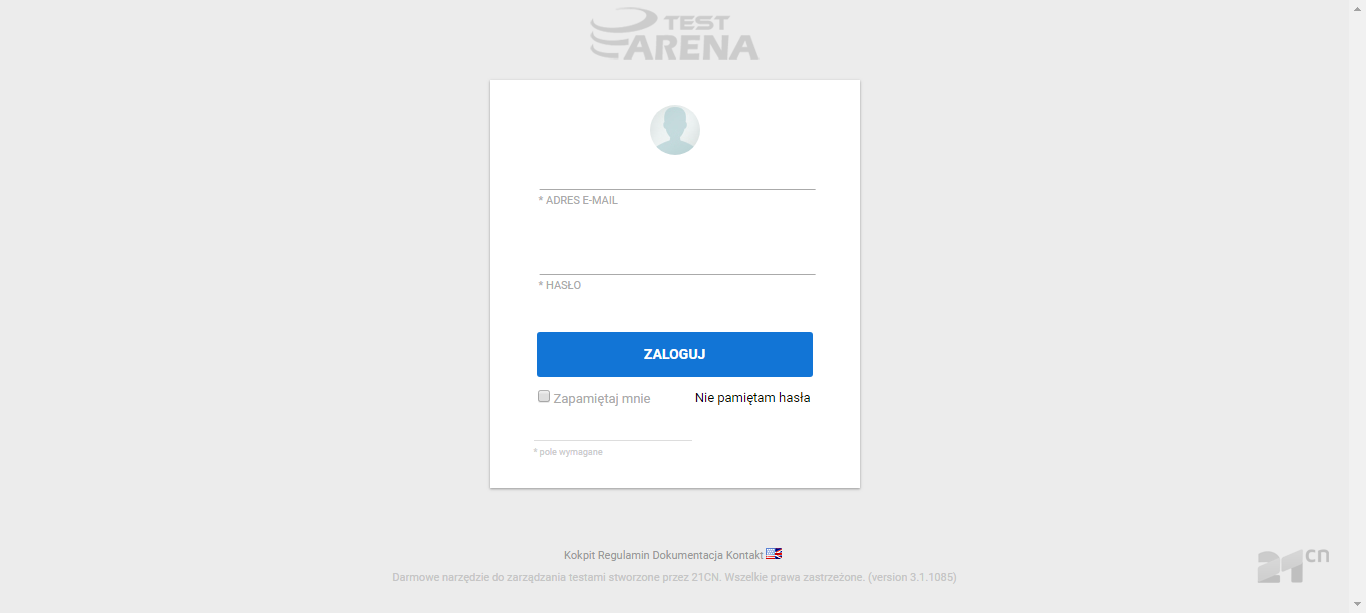 TEST
ARENA
* ADRES E-MAIL
* HASŁO
ZALOGUJ
Zapamiętaj mnie
Nie pamiętam hasła
* pole wymagane
Kokpit Regulamin Dokumentacja Kontakt
21cn
Darmowe narzędzie do zarządzania testami stworzone przez 21CN. Wszelkie prawa zastrzeżone. (version 3.1.1085)